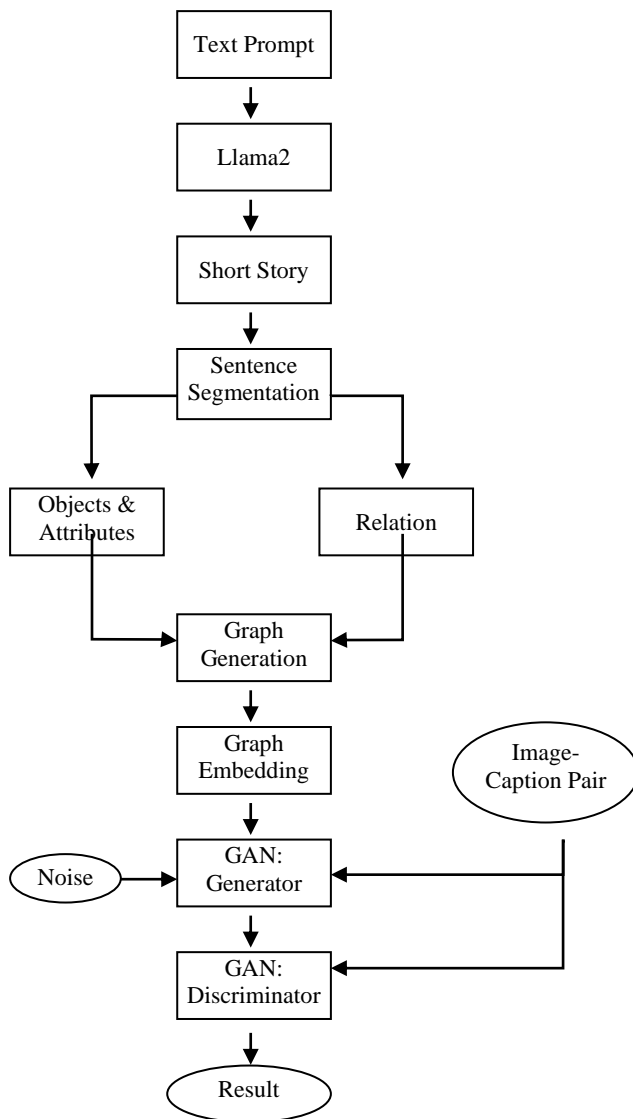 Text Prompt
Llama2
Short Story
Sentence
Segmentation
Objects &
Attributes
Relation
Graph
Generation
Graph
Embedding
Image-
Caption Pair
GAN:
Generator
Noise
GAN:
Discriminator
Result